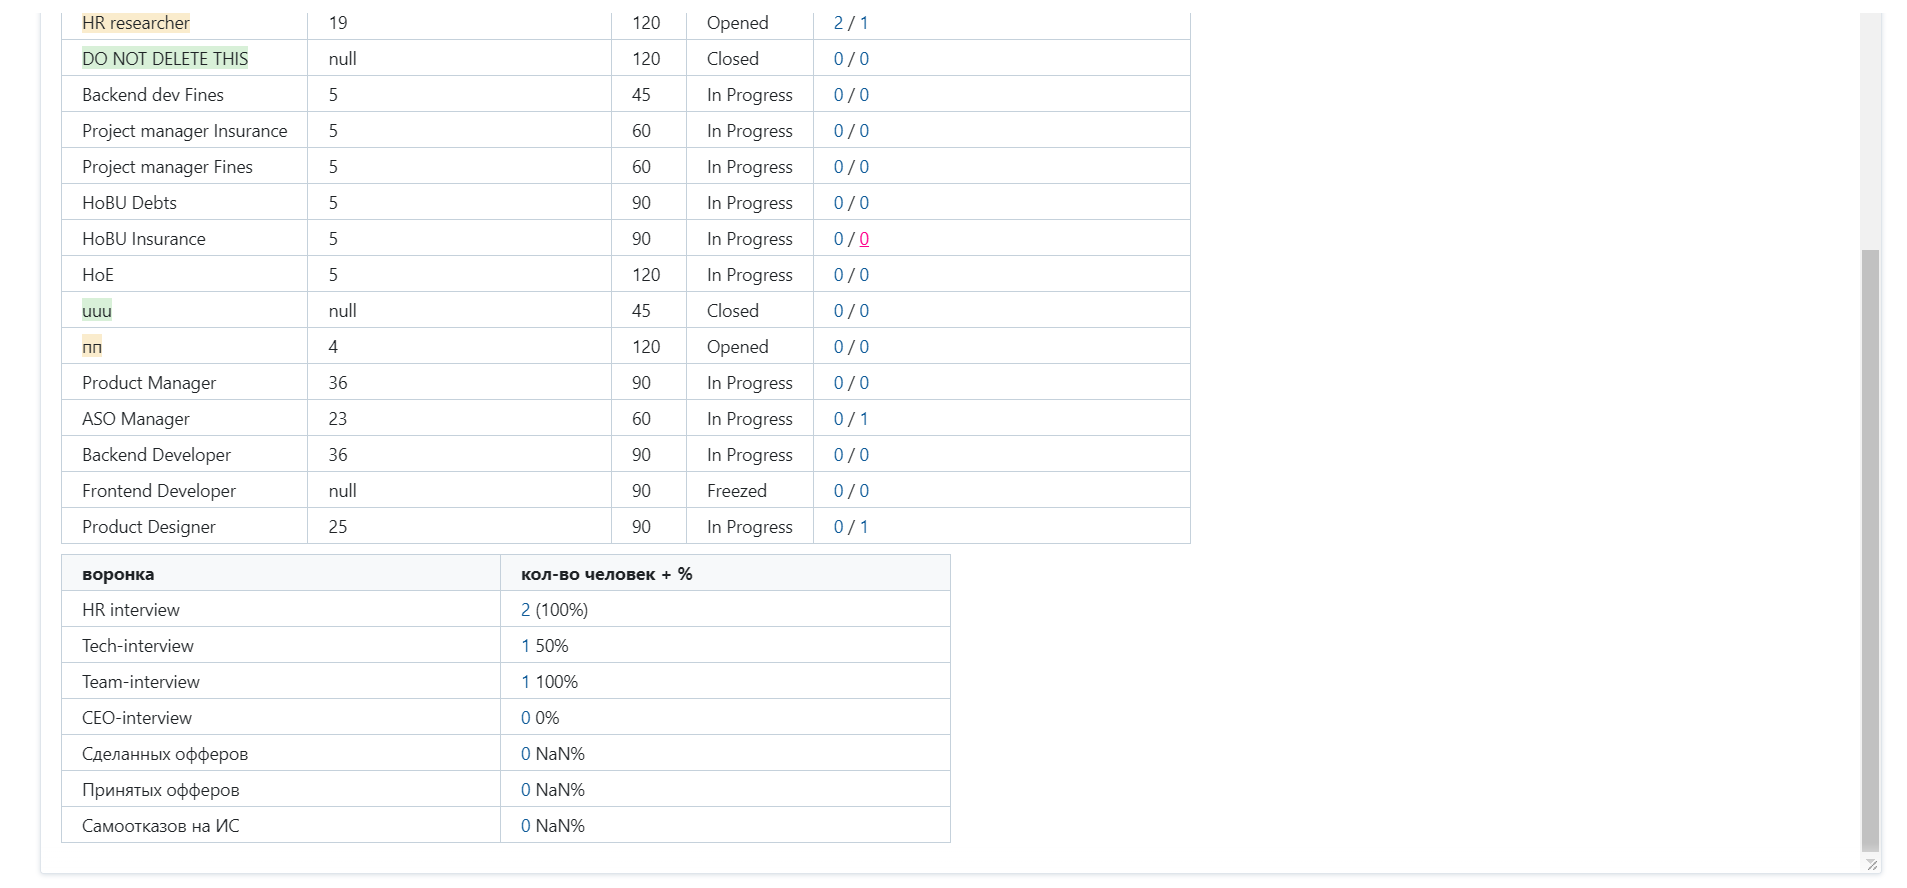 HR researcher 19 120 Opened 2 / 1
DO NOT DELETE THIS null 120 Closed 0 / 0
Backend dev Fines 5 45 In Progress 0 / 0
Project manager Insurance 5 60 In Progress 0 / 0
Project manager Fines 5 60 In Progress 0 / 0
HoBU Debts 5 90 In Progress 0 / 0
HoBU Insurance 5 90 In Progress 0 / 0
HoE 5 120 In Progress 0 / 0
uuu null 45 Closed 0 / 0
пп 4 120 Opened 0 / 0
Product Manager 36 90 In Progress 0 / 0
ASO Manager 23 60 In Progress 0 / 1
Backend Developer 36 90 In Progress 0 / 0
Frontend Developer null 90 Freezed 0 / 0
Product Designer 25 90 In Progress 0 / 1
воронка кол-во человек + %
HR interview 2 (100%)
Tech-interview 1 50%
Team-interview 1 100%
CEO-interview 0 0%
Сделанных офферов 0 NaN%
Принятых офферов 0 NaN%
Самоотказов на ИС 0 NaN%